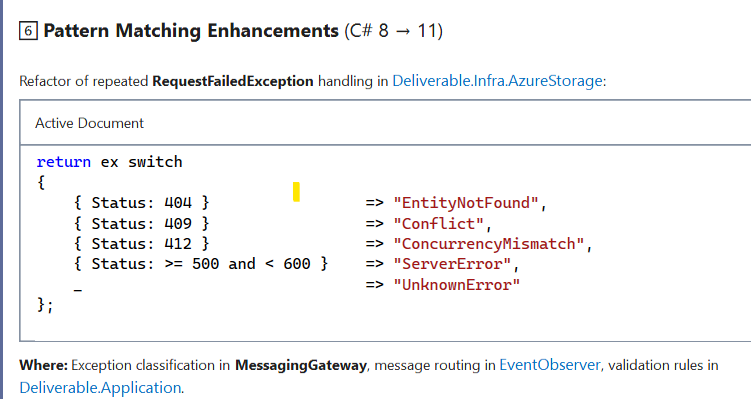 6 Pattern Matching Enhancements (C# 8 → 11)
Refactor of repeated RequestFailedException handling in Deliverable.Infra.AzureStorage:
Active Document
return ex switch
{
    { Status: 404 }                  => "EntityNotFound",
    { Status: 409 }                  => "Conflict",
    { Status: 412 }                  => "ConcurrencyMismatch",
    { Status: >= 500 and < 600 }    => "ServerError",
    _                                => "UnknownError"
};
Where: Exception classification in MessagingGateway, message routing in EventObserver, validation rules in
Deliverable.Application.